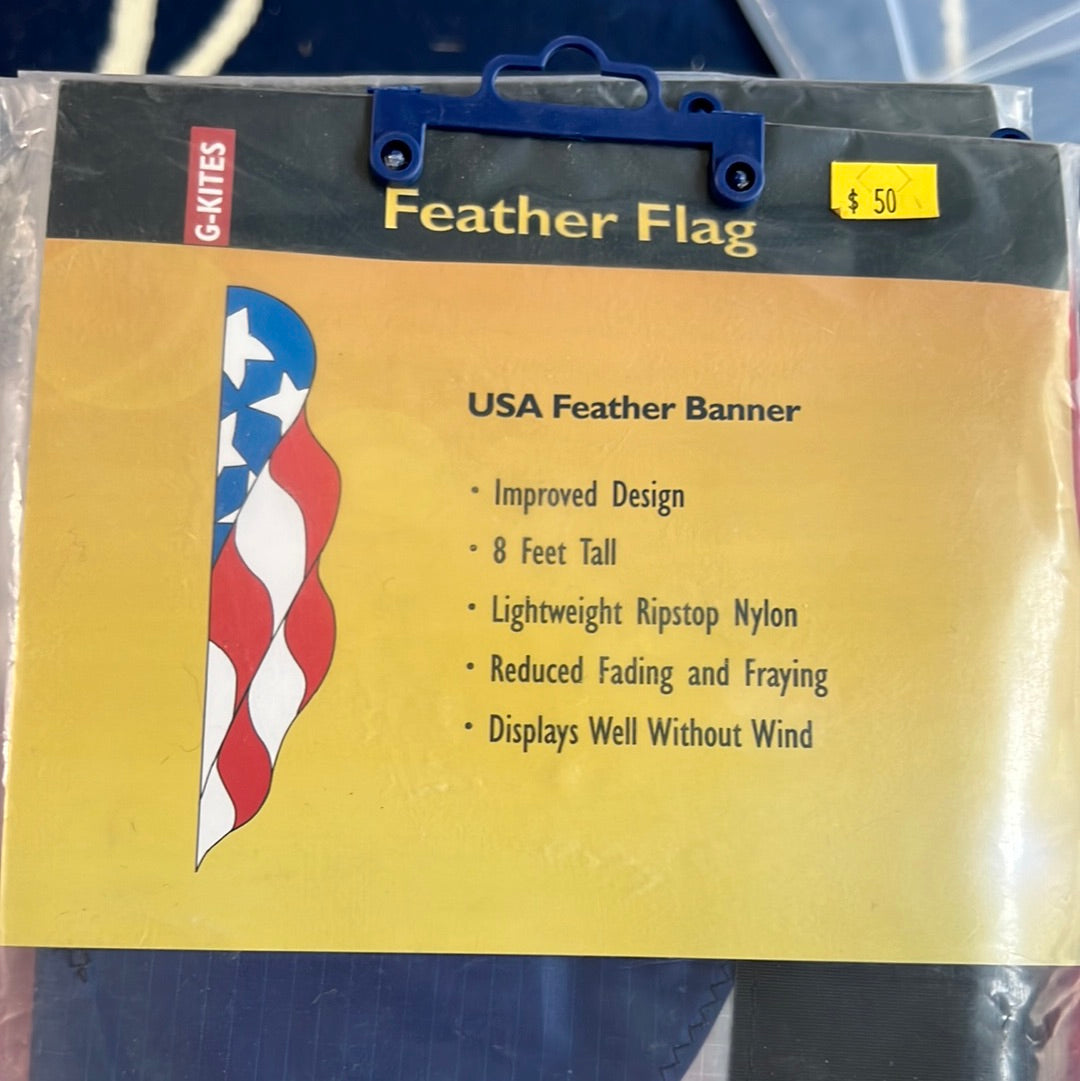 G-KITES
Feather Flag
$ 50
USA Feather Banner
• Improved Design
• 8 Feet Tall
• Lightweight Ripstop Nylon
• Reduced Fading and Fraying
• Displays Well Without Wind